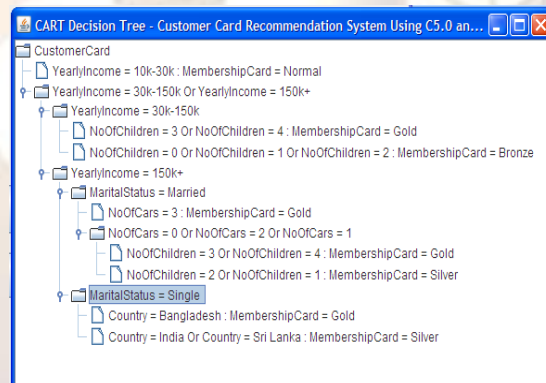 CART Decision Tree - Customer Card Recommendation System Using C5.0 an...
CustomerCard
YearlyIncome = 10k-30k : MembershipCard = Normal
YearlyIncome = 30k-150k Or YearlyIncome = 150k+
YearlyIncome = 30k-150k
NoOfChildren = 3 Or NoOfChildren = 4 : MembershipCard = Gold
NoOfChildren = 0 Or NoOfChildren = 1 Or NoOfChildren = 2 : MembershipCard = Bronze
YearlyIncome = 150k+
MaritalStatus = Married
NoOfCars = 3 : MembershipCard = Gold
NoOfCars = 0 Or NoOfCars = 2 Or NoOfCars = 1
NoOfChildren = 3 Or NoOfChildren = 4 : MembershipCard = Gold
NoOfChildren = 2 Or NoOfChildren = 1 : MembershipCard = Silver
MaritalStatus = Single
Country = Bangladesh : MembershipCard = Gold
Country = India Or Country = Sri Lanka : MembershipCard = Silver